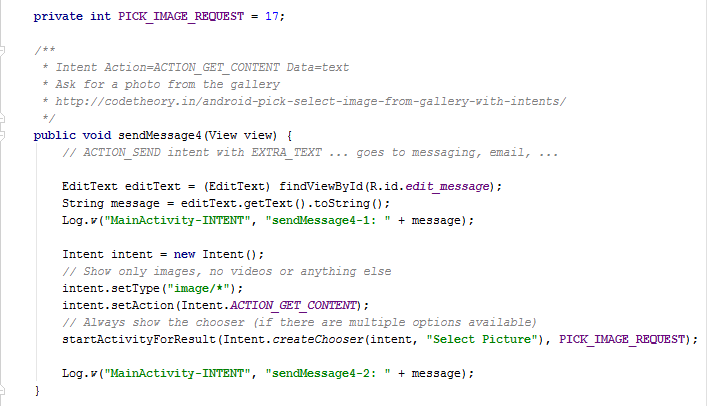 private int PICK_IMAGE_REQUEST = 17;
/**
* Intent Action=ACTION_GET_CONTENT Data=text
* Ask for a photo from the gallery
* http://codetheory.in/android-pick-select-image-from-gallery-with-intents/
*/
public void sendMessage4(View view) {
// ACTION_SEND intent with EXTRA_TEXT ... goes to messaging, email, ...
EditText editText = (EditText) findViewById(R.id.edit_message);
String message = editText.getText().toString();
Log.w("MainActivity-INTENT", "sendMessage4-1: " + message);
Intent intent = new Intent();
// Show only images, no videos or anything else
intent.setType("image/*");
intent.setAction(Intent.ACTION_GET_CONTENT);
// Always show the chooser (if there are multiple options available)
startActivityForResult(Intent.createChooser(intent, "Select Picture"), PICK_IMAGE_REQUEST);
Log.w("MainActivity-INTENT", "sendMessage4-2: " + message);
}